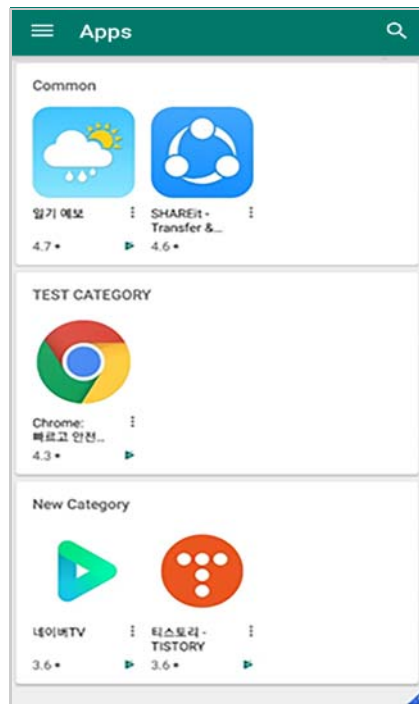 Apps
Common
일기 예보
SHAREit -
Transfer &...
4.7
4.6
TEST CATEGORY
Chrome:
빠르고 안전...
4.3
New Category
네이버TV
티스토리 -
TISTORY
3.6
3.6